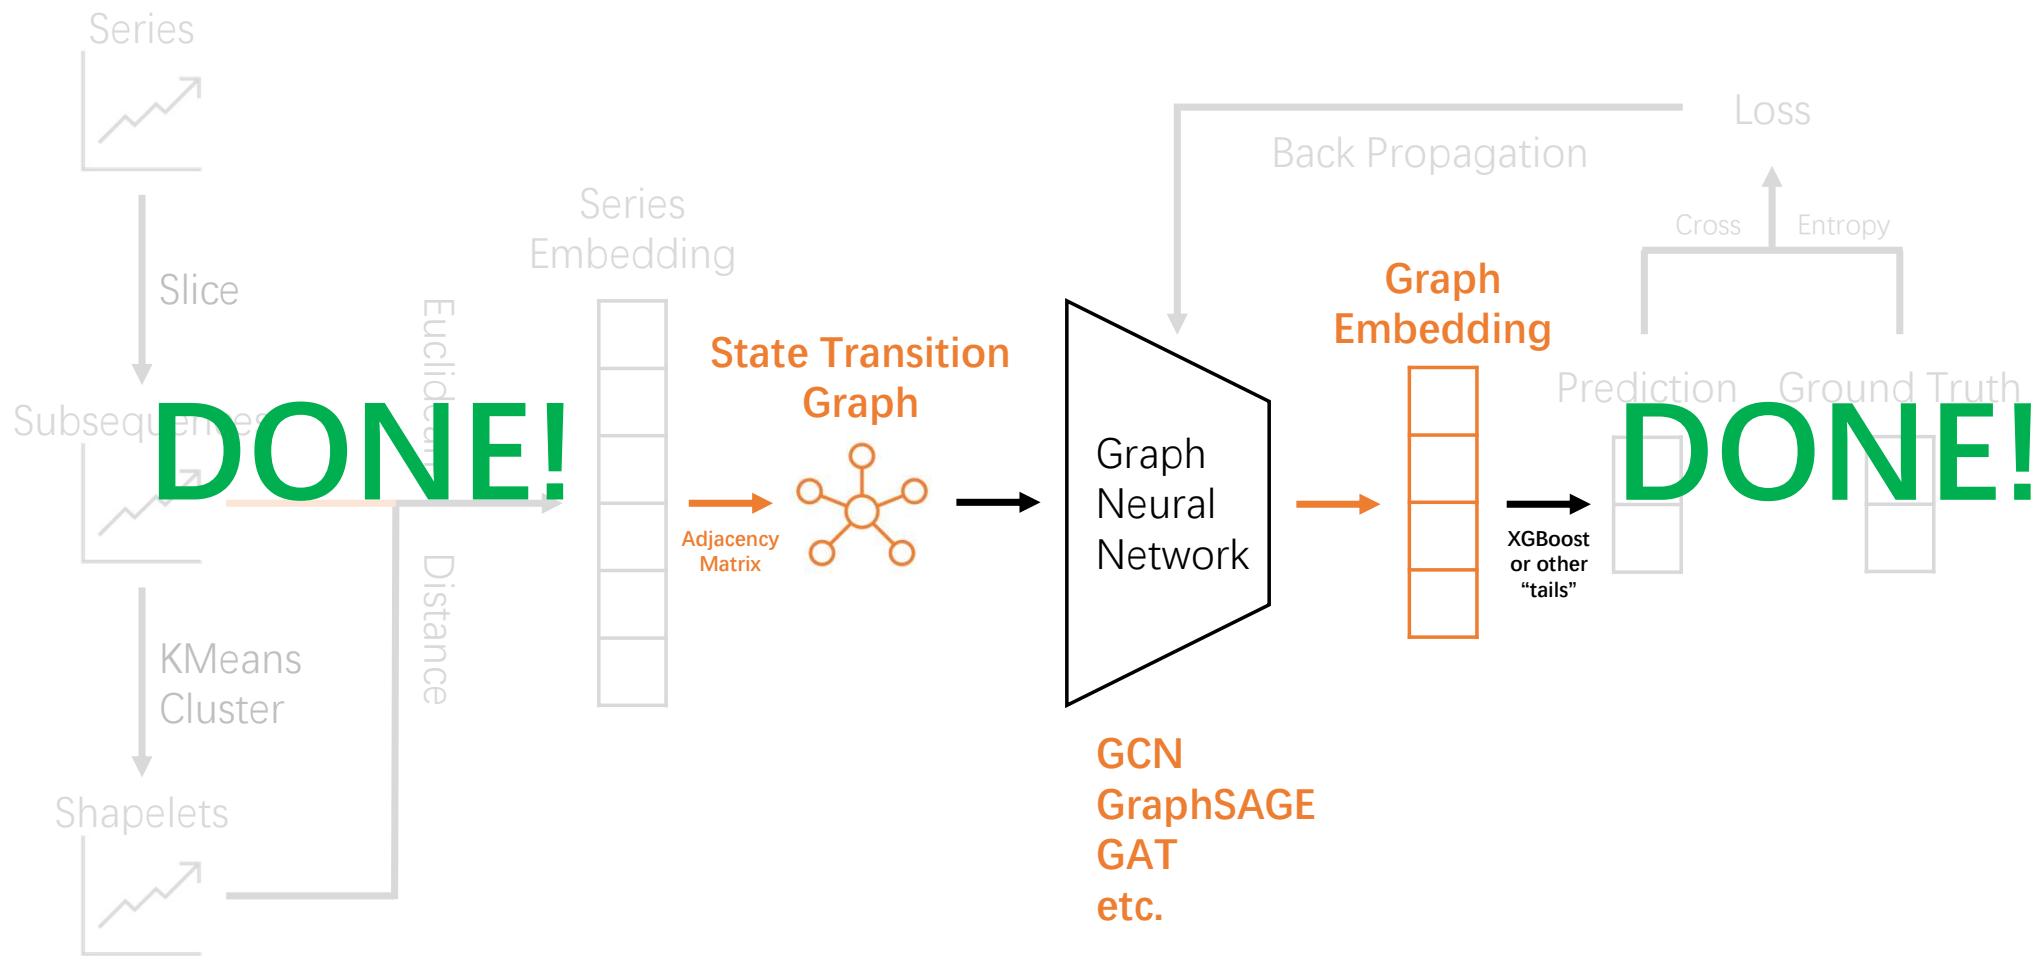 Series
Slice
Subsequences
KMeans
Cluster
Shapelets
Euclidean
Distance
DONE!
Series
Embedding
Adjacency
Matrix
State Transition
Graph
Graph
Neural
Network
GCN
GraphSAGE
GAT
etc.
Back Propagation
Loss
Cross Entropy
Graph
Embedding
XGBoost
or other
“tails”
Prediction
Ground Truth
DONE!